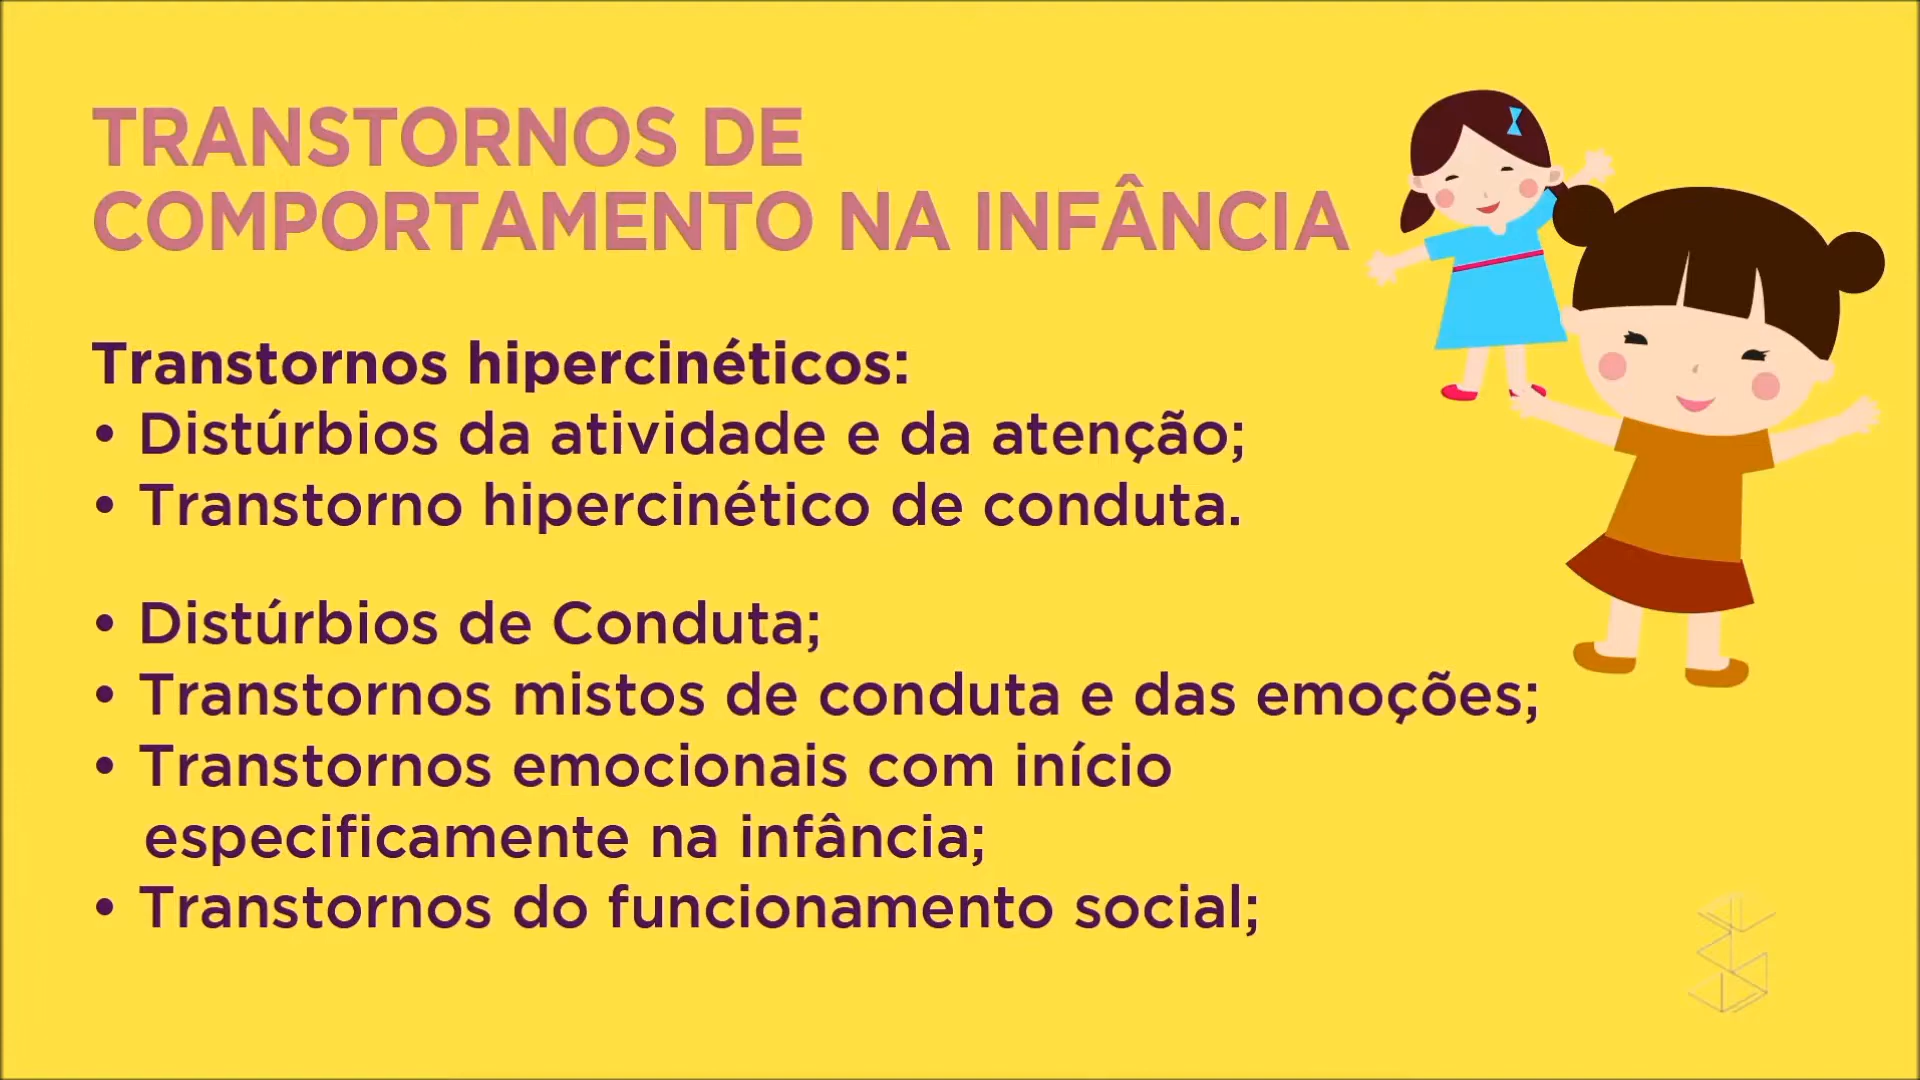 TRANSTORNOS DE
COMPORTAMENTO NA INFÂNCIA
Transtornos hipercinéticos:
• Distúrbios da atividade e da atenção;
• Transtorno hipercinético de conduta.
• Distúrbios de Conduta;
• Transtornos mistos de conduta e das emoções;
• Transtornos emocionais com início
especificamente na infância;
• Transtornos do funcionamento social;